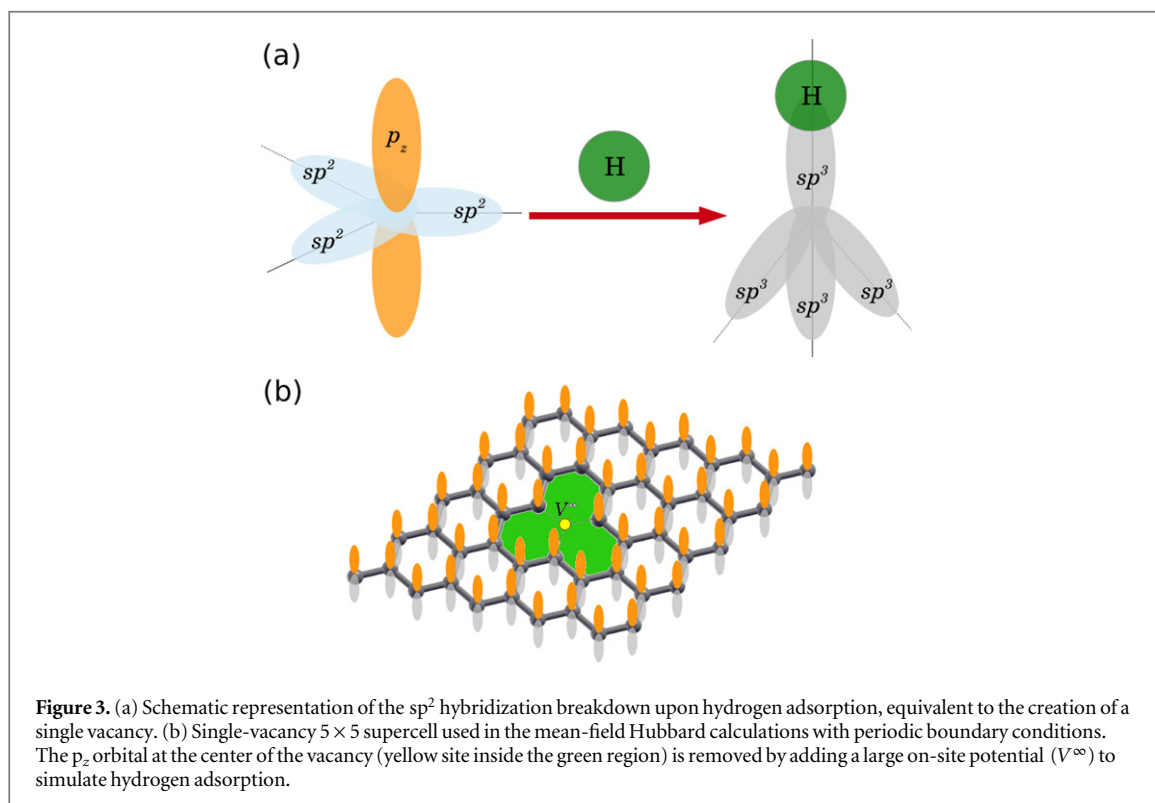 (a)
p_z
sp²
sp²
sp²
H
H
sp³
sp³
sp³
sp³
(b)
V^∞
Figure 3. (a) Schematic representation of the sp² hybridization breakdown upon hydrogen adsorption, equivalent to the creation of a
single vacancy. (b) Single-vacancy 5 × 5 supercell used in the mean-field Hubbard calculations with periodic boundary conditions.
The p_z orbital at the center of the vacancy (yellow site inside the green region) is removed by adding a large on-site potential (V^∞) to
simulate hydrogen adsorption.